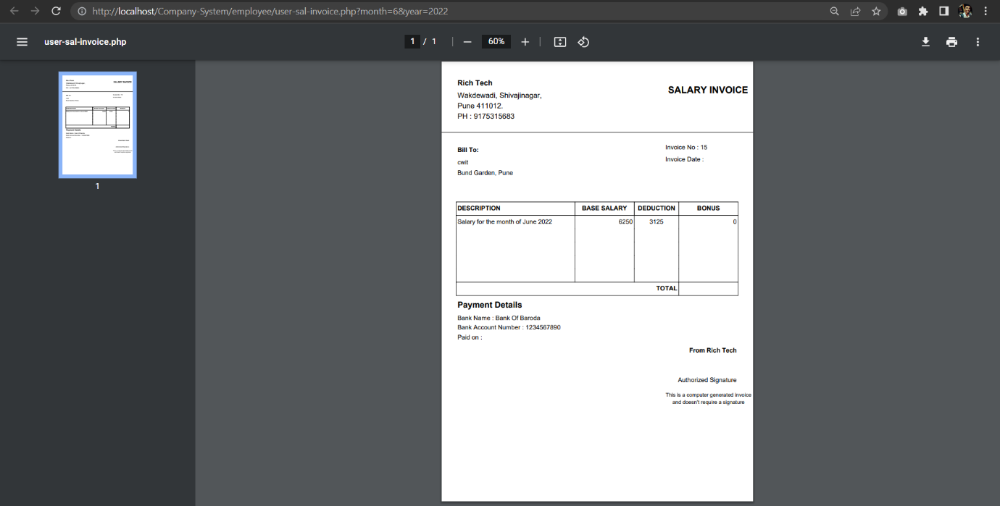 http://localhost/Company-System/employee/user-sal-invoice.php?month=6&year=2022
user-sal-invoice.php
1 / 1
60%
1
Rich Tech
SALARY INVOICE
Wakdewadi, Shivajinagar,
Pune 411012.
PH : 9175315683
Bill To:
Invoice No : 15
cwit
Invoice Date :
Bund Garden, Pune
DESCRIPTION BASE SALARY DEDUCTION BONUS
Salary for the month of June 2022 6250 3125 0
TOTAL
Payment Details
Bank Name : Bank Of Baroda
Bank Account Number : 1234567890
Paid on :
From Rich Tech
Authorized Signature
This is a computer generated invoice
and doesn't require a signature